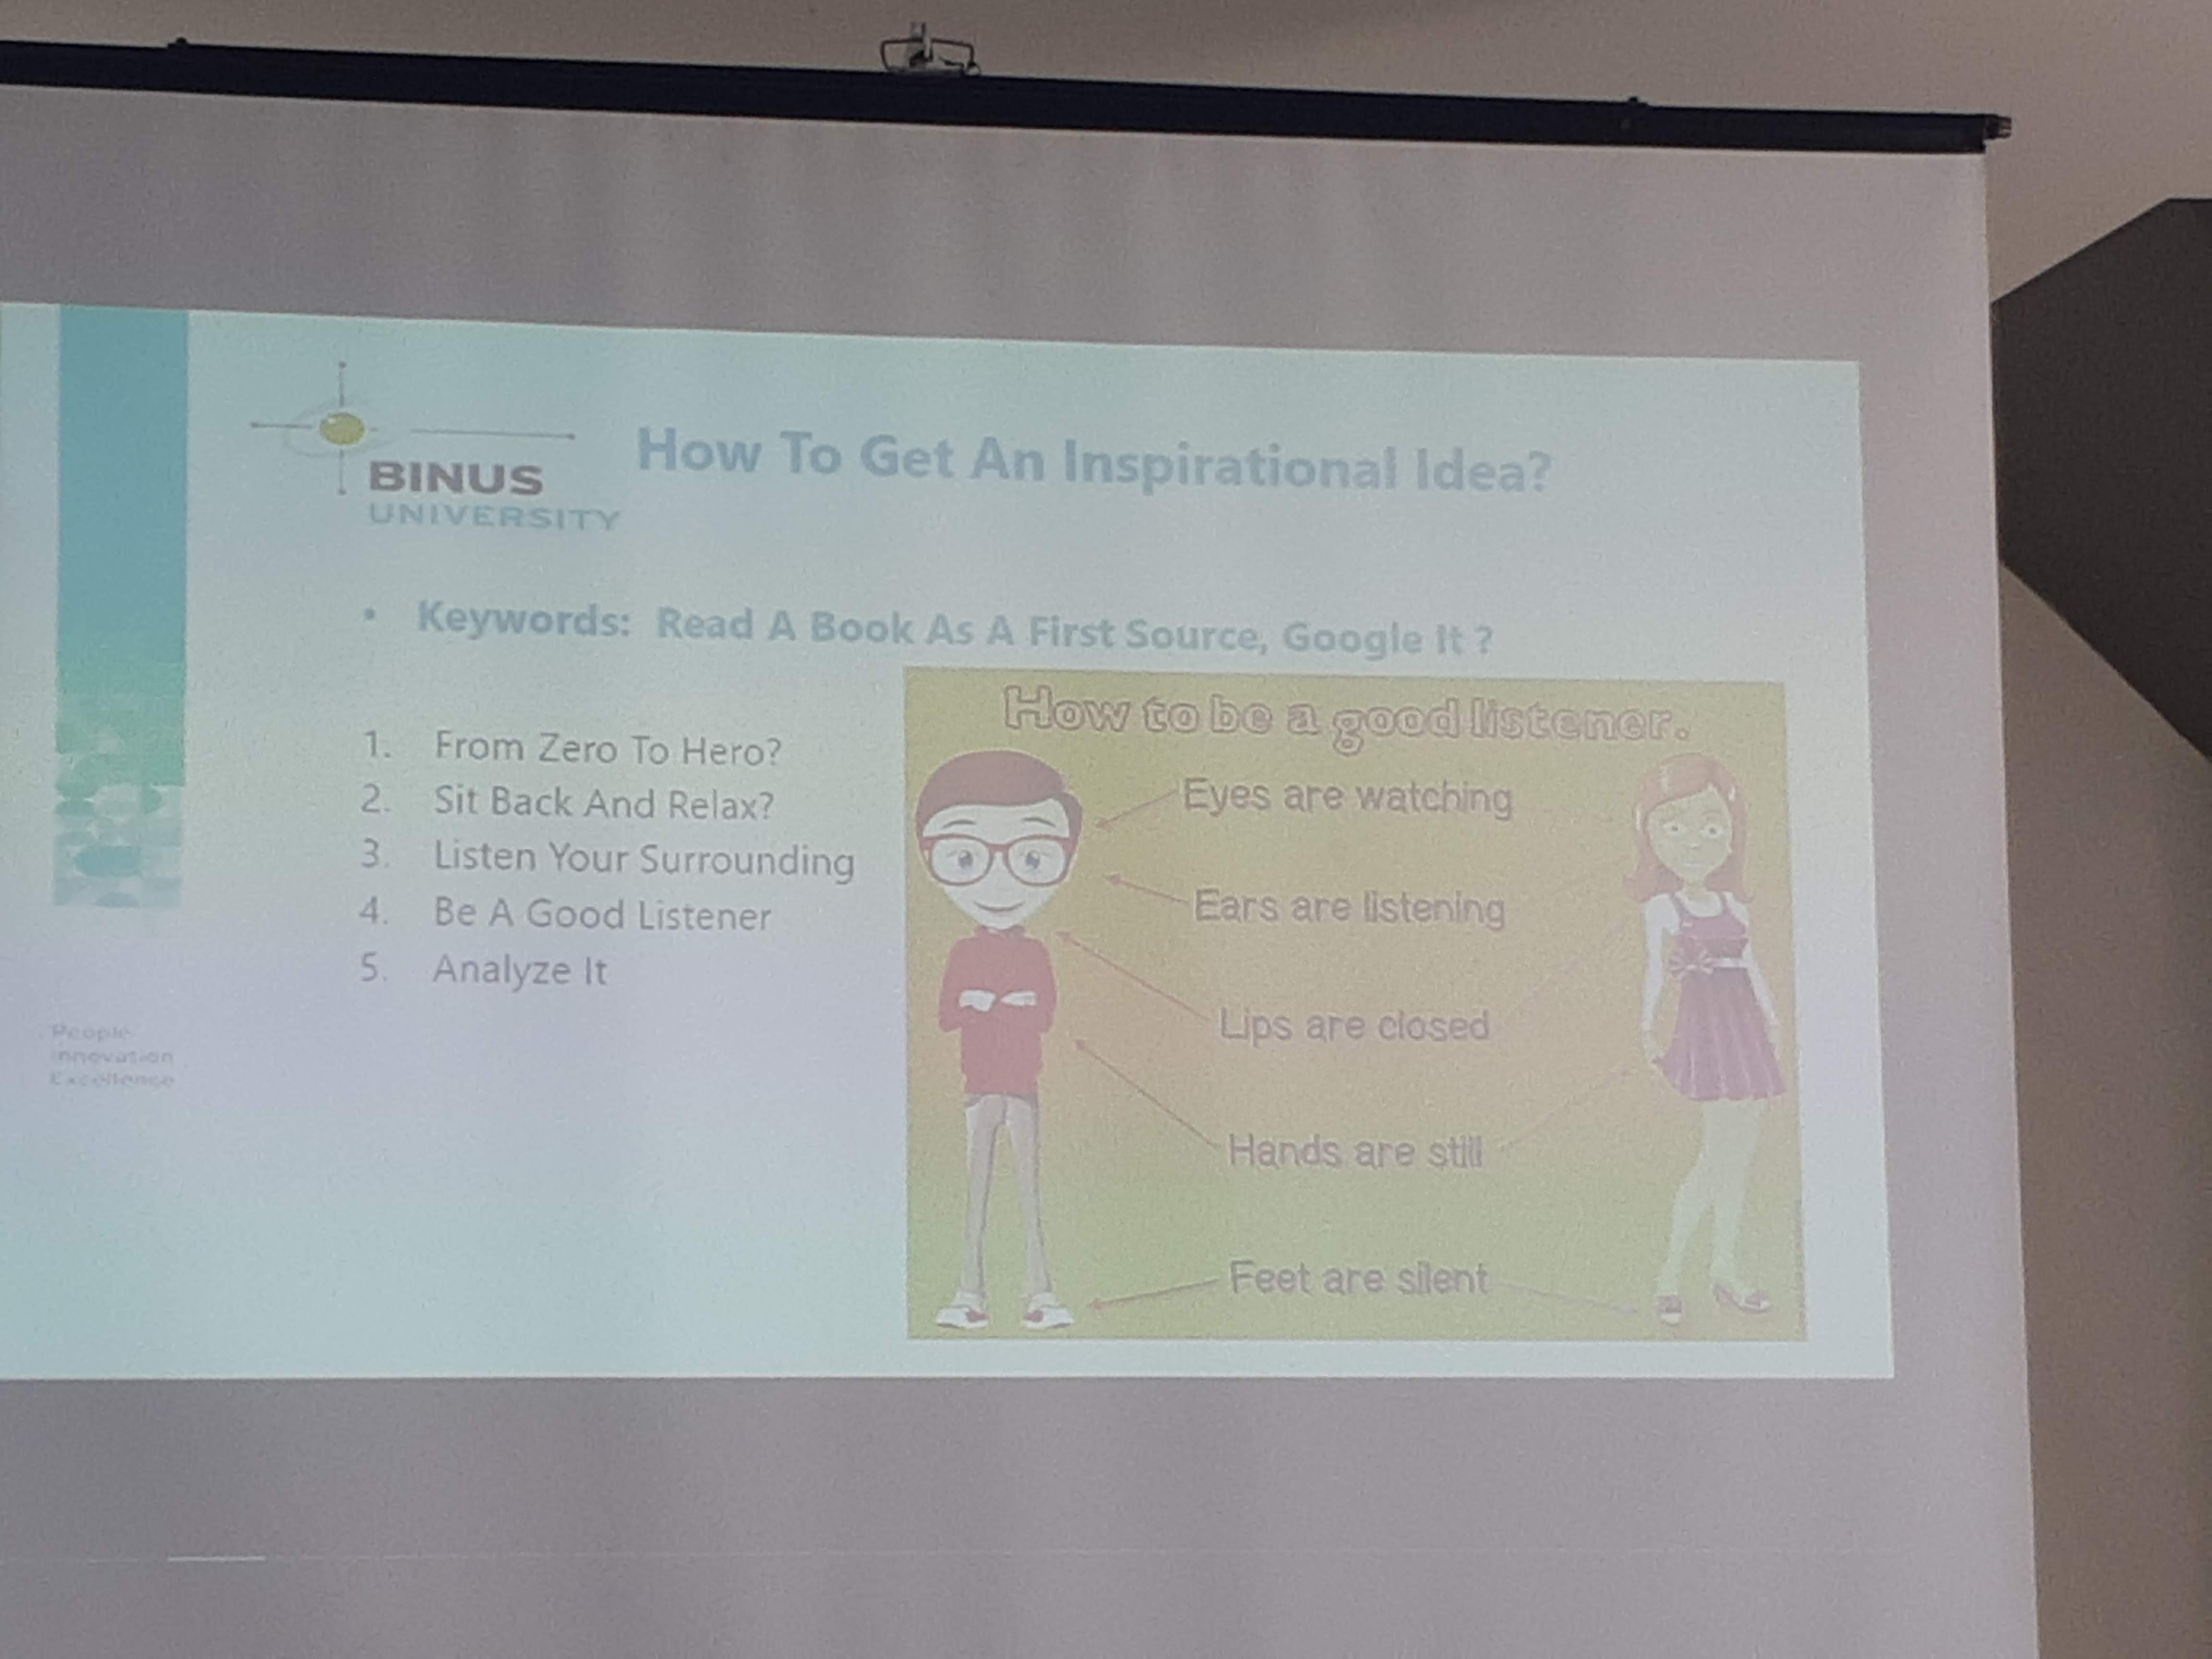 BINUS
UNIVERSITY
How To Get An Inspirational Idea?
• Keywords: Read A Book As A First Source, Google It ?
1. From Zero To Hero?
2. Sit Back And Relax?
3. Listen Your Surrounding
4. Be A Good Listener
5. Analyze It
How to be a good listener.
Eyes are watching
Ears are listening
Lips are closed
Hands are still
Feet are silent
People
Innovation
Excellence